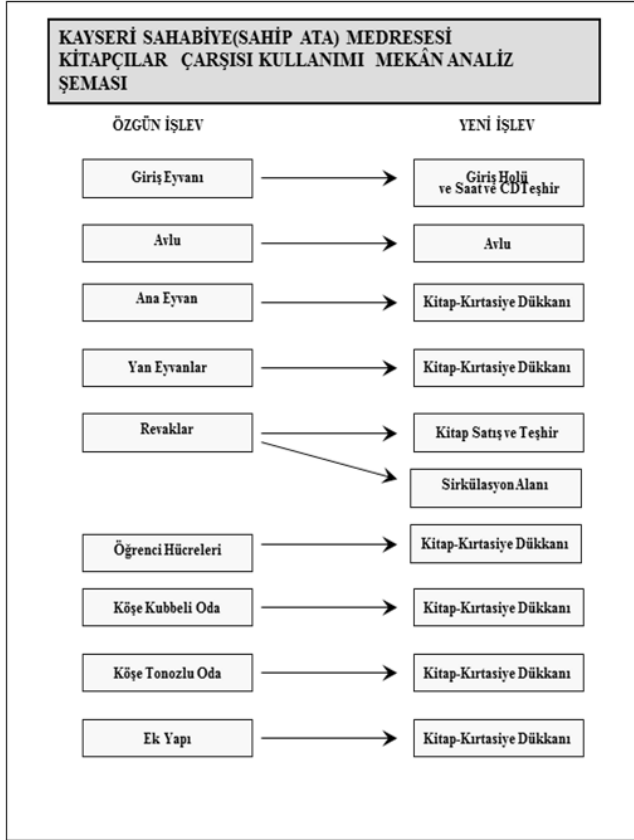 KAYSERİ SAHABİYE(SAHİP ATA) MEDRESESİ
KİTAPÇILAR ÇARŞISI KULLANIMI MEKÂN ANALİZ
ŞEMASI
ÖZGÜN İŞLEV
YENİ İŞLEV
Giriş Eyvanı
Giriş Holü
ve Saat ve CD Teşhir
Avlu
Avlu
Ana Eyvan
Kitap-Kırtasiye Dükkanı
Yan Eyvanlar
Kitap-Kırtasiye Dükkanı
Revaklar
Kitap Satış ve Teşhir
Sirkülasyon Alanı
Öğrenci Hücreleri
Kitap-Kırtasiye Dükkanı
Köşe Kubbeli Oda
Kitap-Kırtasiye Dükkanı
Köşe Tonozlu Oda
Kitap-Kırtasiye Dükkanı
Ek Yapı
Kitap-Kırtasiye Dükkanı